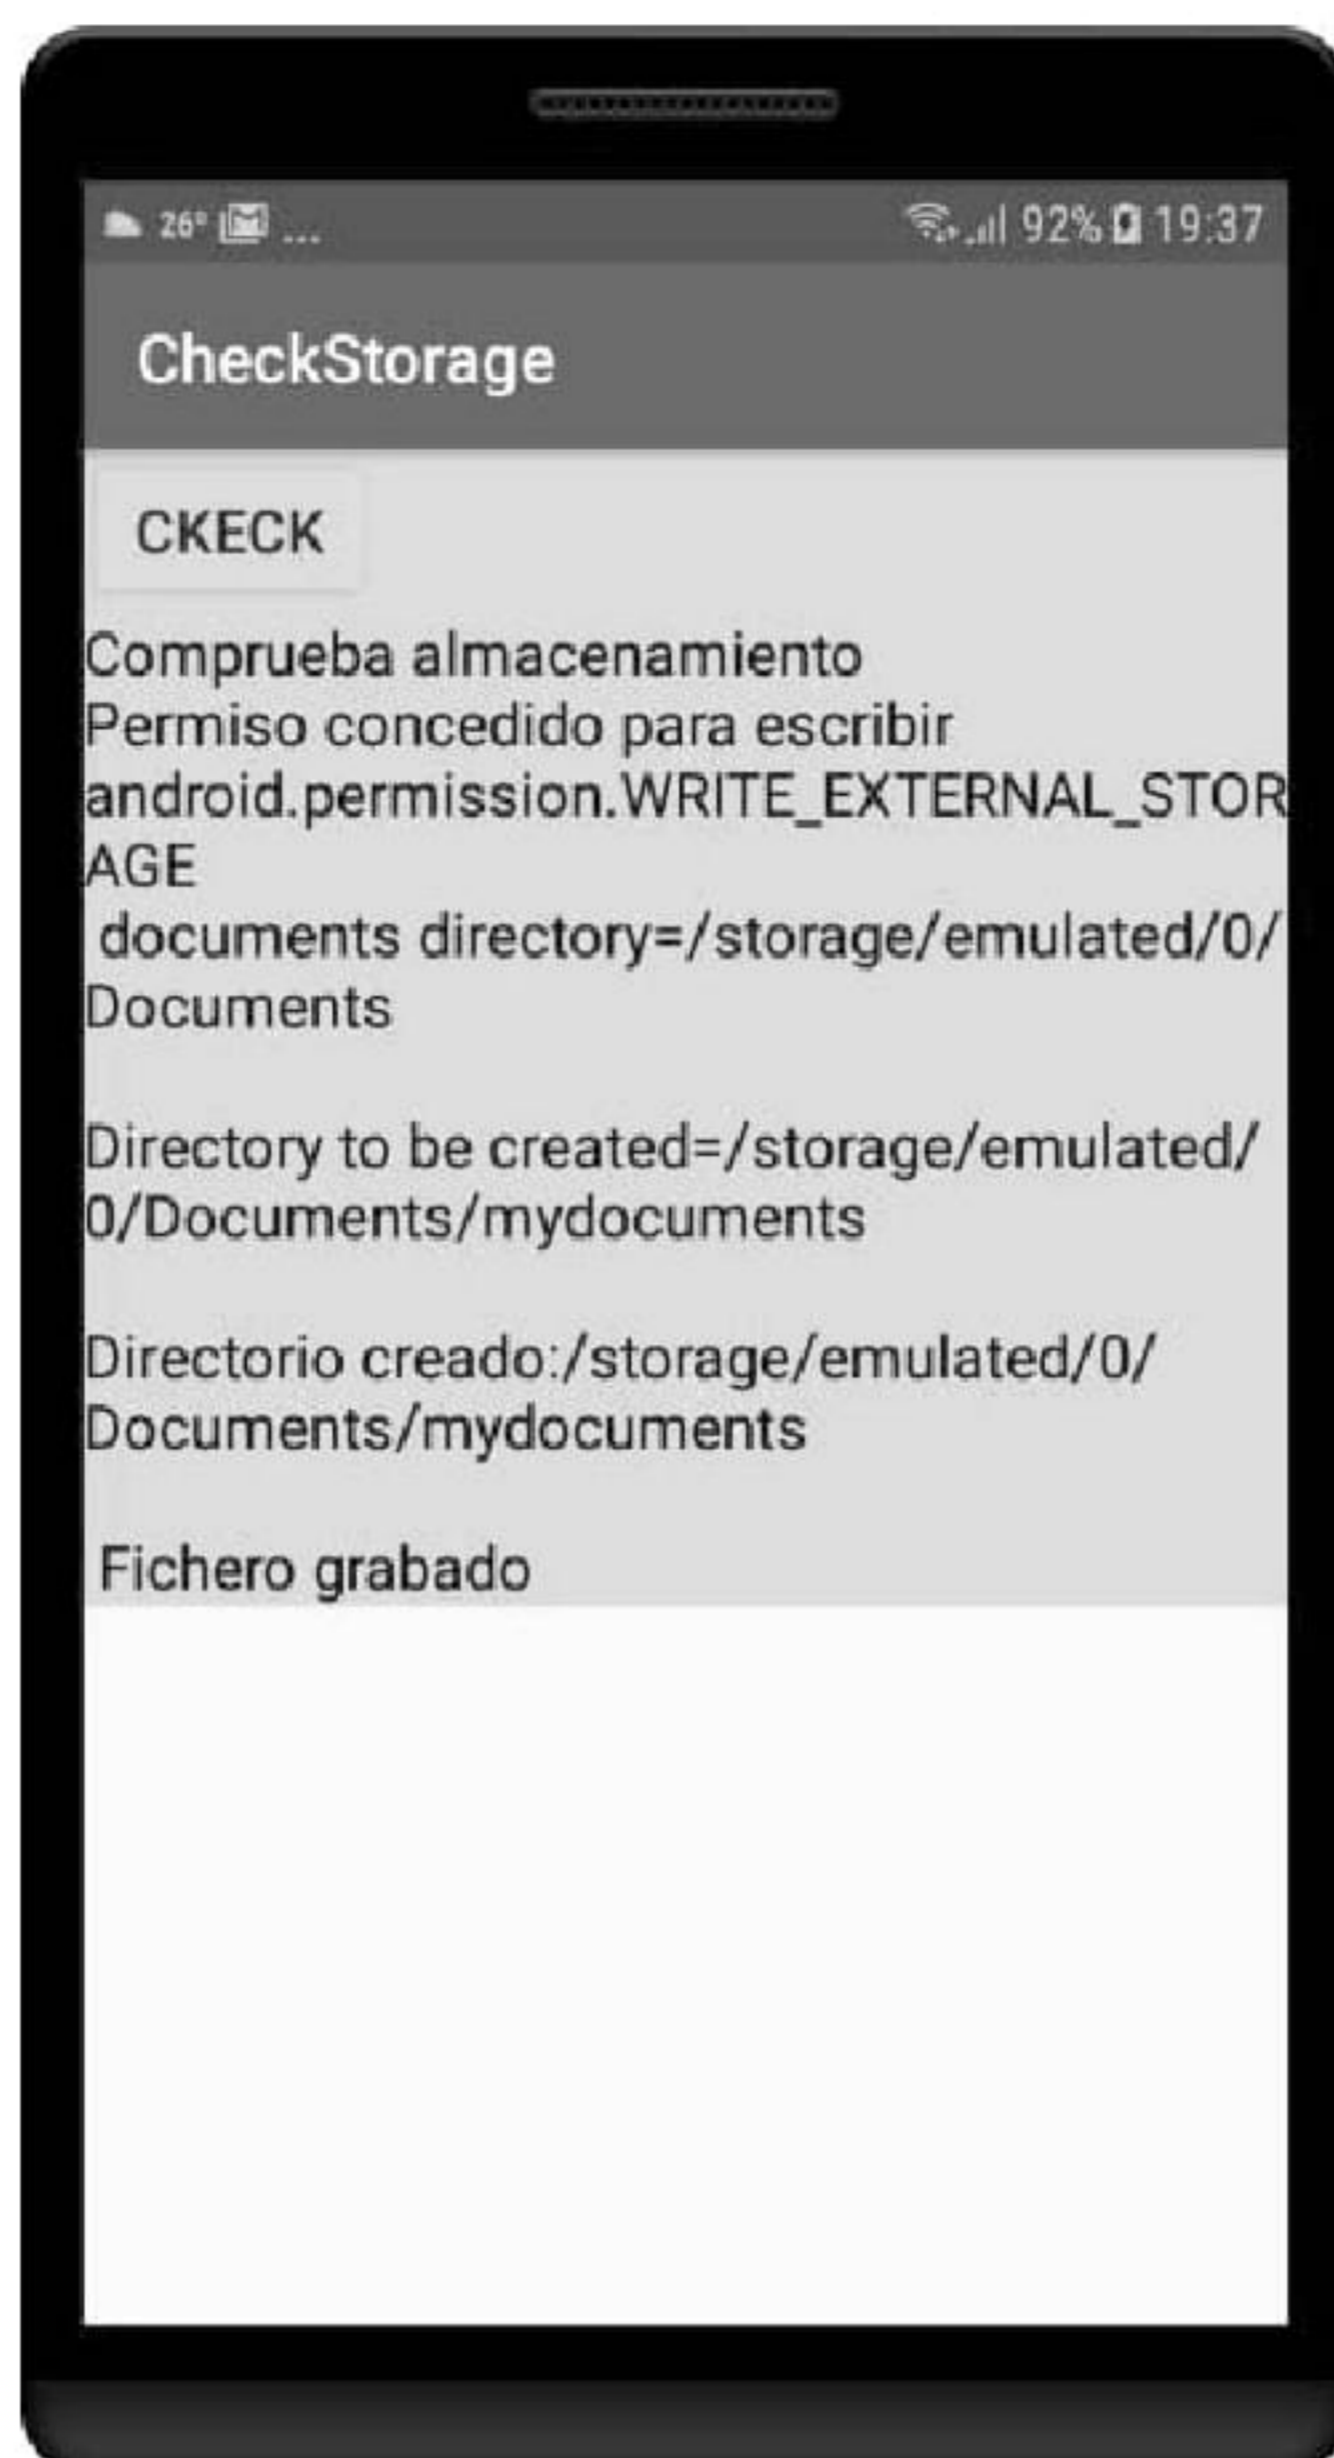 26° ... 92% 19:37
CheckStorage
CKECK
Comprueba almacenamiento
Permiso concedido para escribir
android.permission.WRITE_EXTERNAL_STOR
AGE
documents directory=/storage/emulated/0/
Documents
Directory to be created=/storage/emulated/
0/Documents/mydocuments
Directorio creado:/storage/emulated/0/
Documents/mydocuments
Fichero grabado